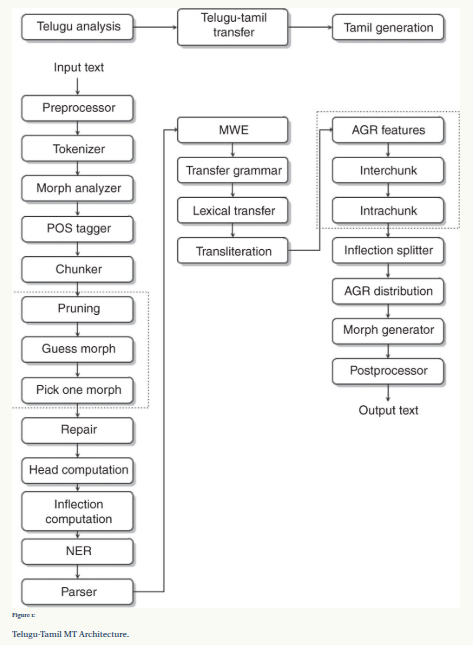 Telugu analysis
Telugu-tamil
transfer
Tamil generation
Input text
Preprocessor
Tokenizer
Morph analyzer
POS tagger
Chunker
Pruning
Guess morph
Pick one morph
Repair
Head computation
Inflection
computation
NER
Parser
MWE
Transfer grammar
Lexical transfer
Transliteration
AGR features
Interchunk
Intrachunk
Inflection splitter
AGR distribution
Morph generator
Postprocessor
Output text
Figure 1:
Telugu-Tamil MT Architecture.